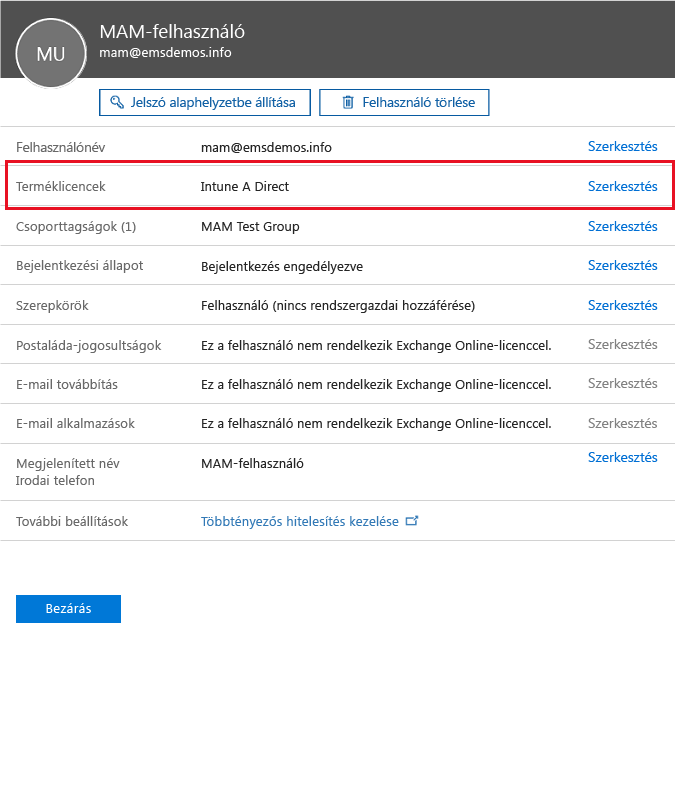 MU
MAM-felhasználó
mam@emsdemos.info
Jelszó alaphelyzetbe állítása
Felhasználó törlése
Felhasználónév mam@emsdemos.info Szerkesztés
Terméklicencek Intune A Direct Szerkesztés
Csoporttagságok (1) MAM Test Group Szerkesztés
Bejelentkezési állapot Bejelentkezés engedélyezve Szerkesztés
Szerepkörök Felhasználó (nincs rendszergazdai hozzáférése) Szerkesztés
Postaláda-jogosultságok Ez a felhasználó nem rendelkezik Exchange Online-licenccel. Szerkesztés
E-mail továbbítás Ez a felhasználó nem rendelkezik Exchange Online-licenccel. Szerkesztés
E-mail alkalmazások Ez a felhasználó nem rendelkezik Exchange Online-licenccel. Szerkesztés
Megjelenített név MAM-felhasználó Szerkesztés
Irodai telefon
További beállítások Többtényezős hitelesítés kezelése
Bezárás